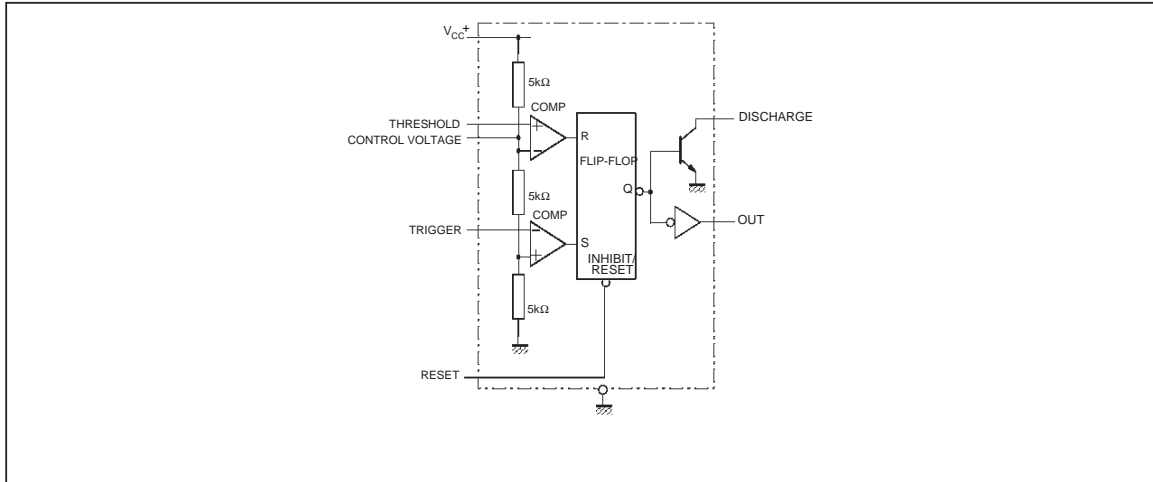 VCC+
5kΩ
COMP
THRESHOLD
CONTROL VOLTAGE
+
-
R
FLIP-FLOP
Q
DISCHARGE
5kΩ
COMP
TRIGGER
-
+
S
INHIBIT/
RESET
OUT
5kΩ
RESET